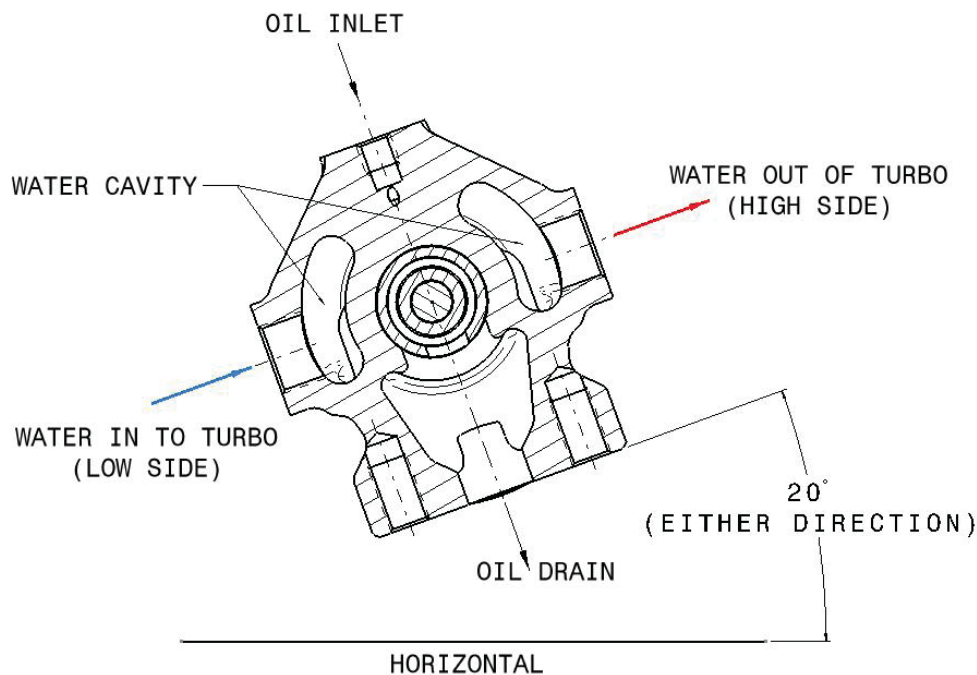 OIL INLET
WATER CAVITY
WATER OUT OF TURBO
(HIGH SIDE)
WATER IN TO TURBO
(LOW SIDE)
20°
(EITHER DIRECTION)
OIL DRAIN
HORIZONTAL